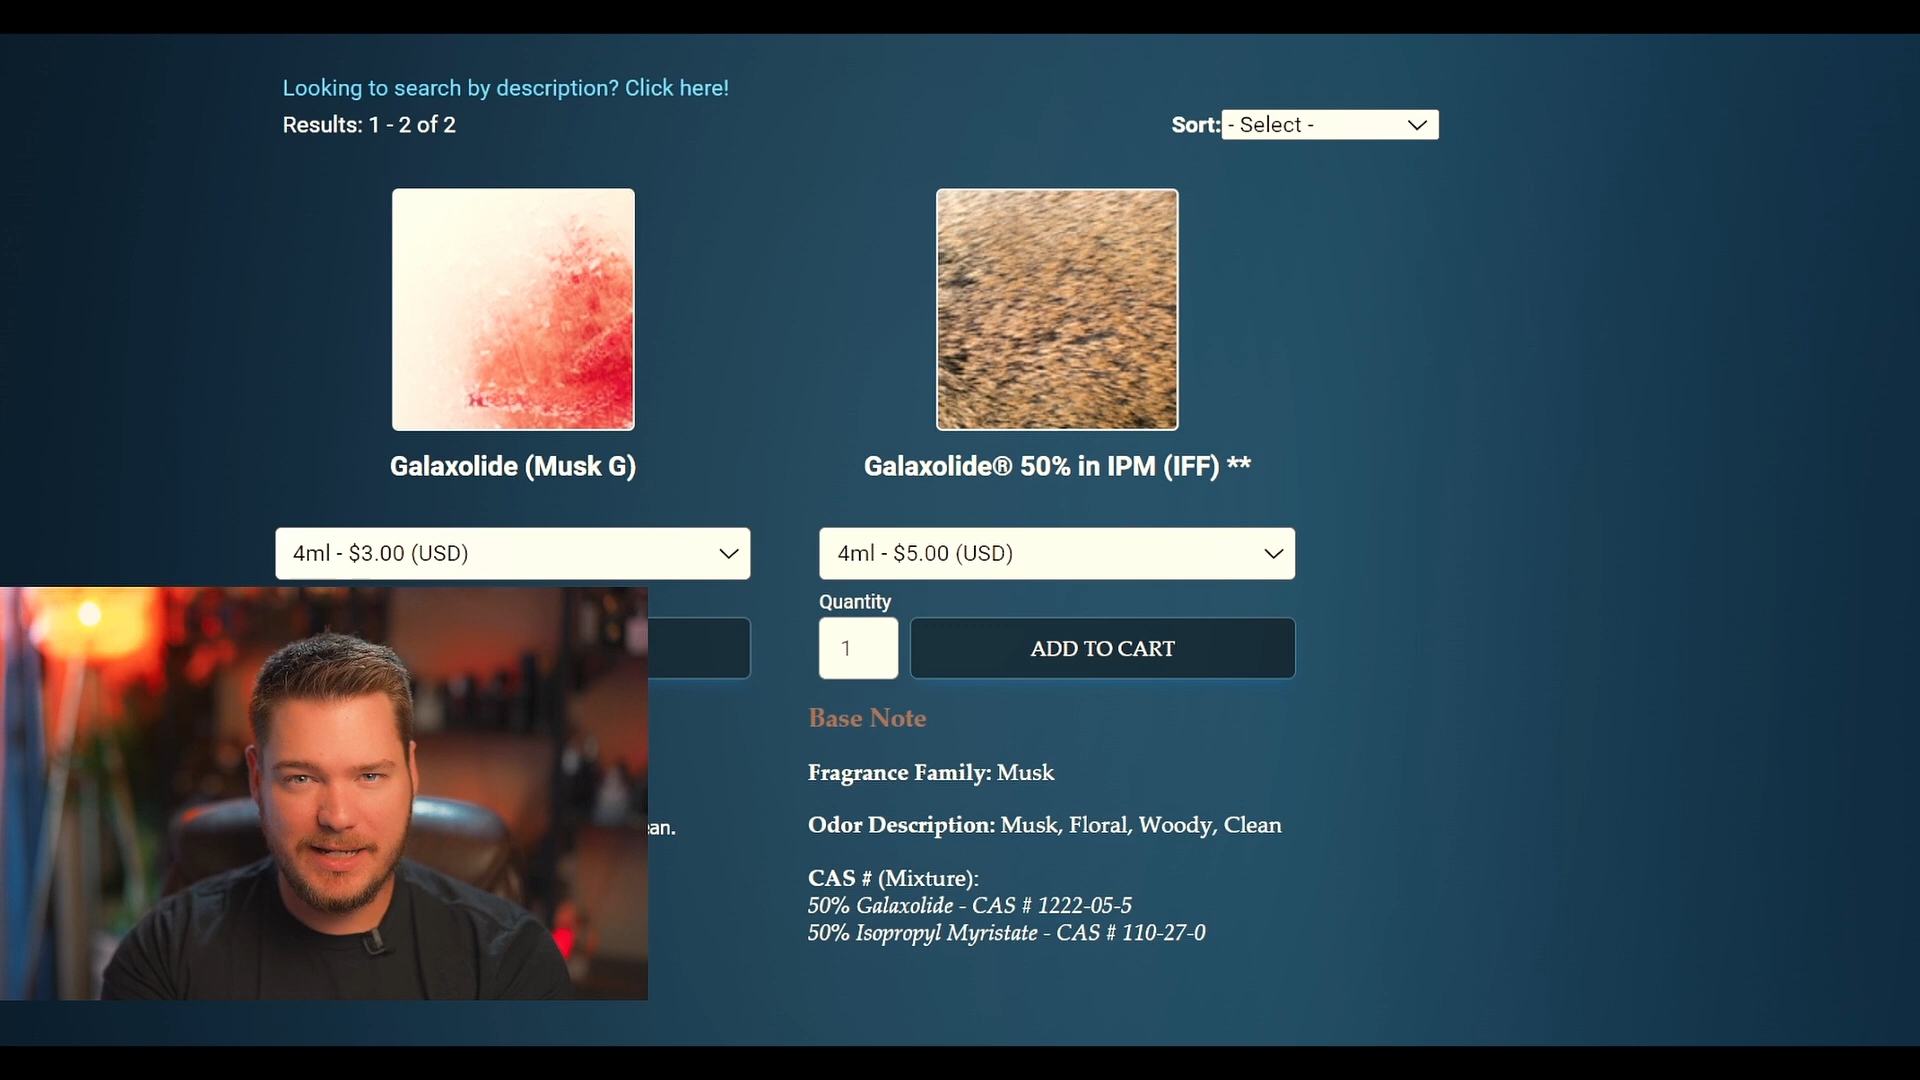 Looking to search by description? Click here!
Results: 1 - 2 of 2
Sort: - Select -
Galaxolide (Musk G)
4ml - $3.00 (USD)
Galaxolide® 50% in IPM (IFF) **
4ml - $5.00 (USD)
Quantity
1
ADD TO CART
Base Note
Fragrance Family: Musk
Odor Description: Musk, Floral, Woody, Clean
CAS # (Mixture):
50% Galaxolide - CAS # 1222-05-5
50% Isopropyl Myristate - CAS # 110-27-0